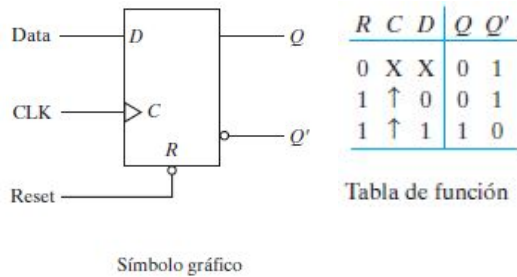 Data
D
Q
CLK
C
R
Q'
Reset
Símbolo gráfico
R C D Q Q'
0 X X 0 1
1 ↑ 0 0 1
1 ↑ 1 1 0
Tabla de función